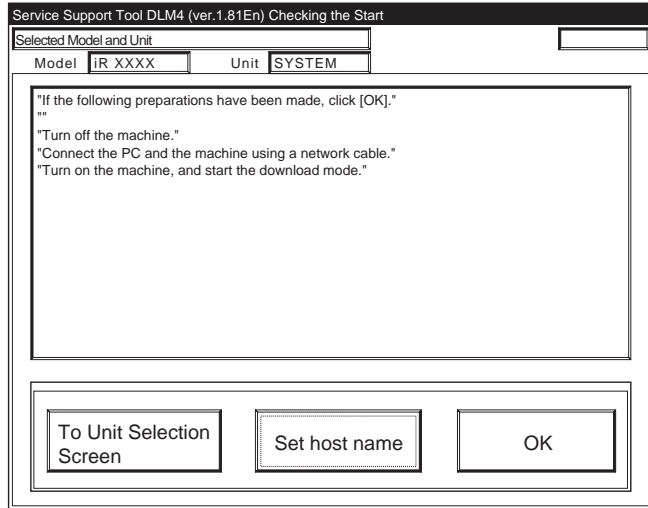 Service Support Tool DLM4 (ver.1.81En) Checking the Start
Selected Model and Unit
Model iR XXXX Unit SYSTEM
"If the following preparations have been made, click [OK]."
""
"Turn off the machine."
"Connect the PC and the machine using a network cable."
"Turn on the machine, and start the download mode."
To Unit Selection
Screen
Set host name
OK